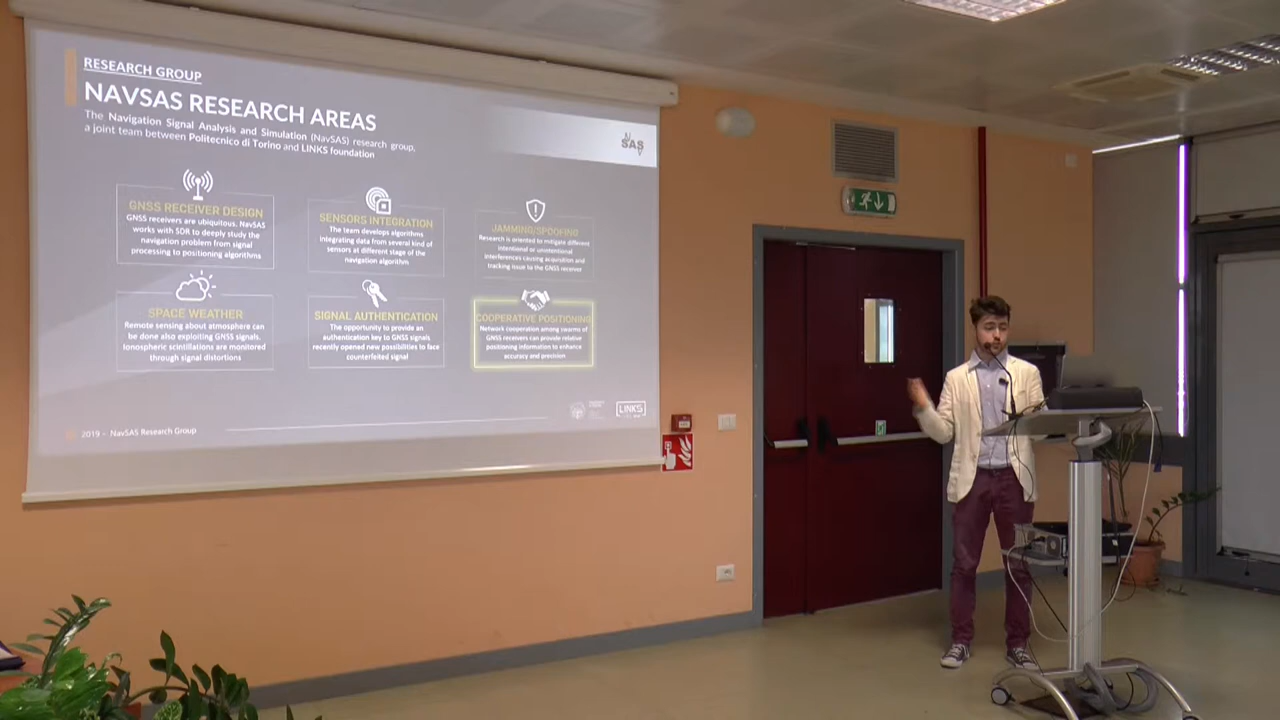 RESEARCH GROUP
NAVSAS RESEARCH AREAS
The Navigation Signal Analysis and Simulation (NavSAS) research group,
a joint team between Politecnico di Torino and LINKS foundation
SAS
GNSS RECEIVER DESIGN
GNSS receivers are ubiquitous. NavSAS
works with SDR to deeply study the
navigation problem from signal
processing to positioning algorithms
SENSORS INTEGRATION
The team develops algorithms
integrating data from several kind of
sensors at different stage of the
navigation algorithm
JAMMING/SPOOFING
Research is oriented to mitigate different
intentional or unintentional
interferences causing acquisition and
tracking issue to the GNSS receiver
SPACE WEATHER
Remote sensing about atmosphere can
be done also exploiting GNSS signals.
Ionospheric scintillations are monitored
through signal distortions
SIGNAL AUTHENTICATION
The opportunity to provide an
authentication key to GNSS signals
recently opened new possibilities to face
counterfeited signal
COOPERATIVE POSITIONING
Network cooperation among swarms of
GNSS receivers can provide relative
positioning information to enhance
accuracy and precision
2019 – NavSAS Research Group
LINKS